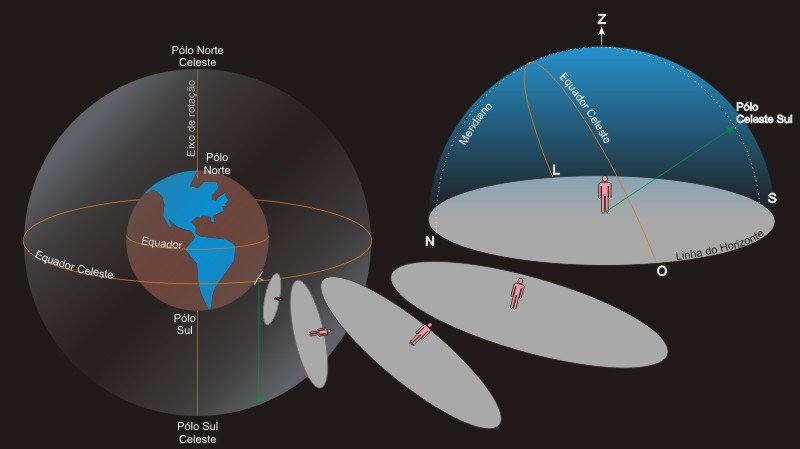 Pólo Norte
Celeste
Eixo de rotação
Pólo
Norte
Equador
Equador Celeste
Pólo
Sul
Pólo Sul
Celeste
Z
Meridiano
Equador Celeste
Pólo
Celeste Sul
L
S
N
Linha do Horizonte
O